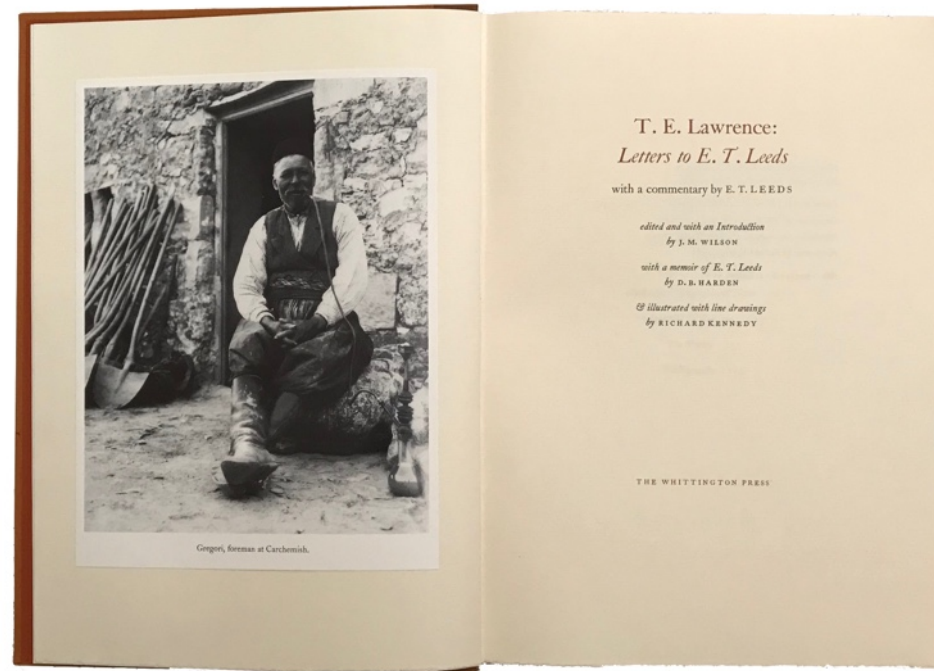 Gregori, foreman at Carchemish.
T. E. Lawrence:
Letters to E. T. Leeds
with a commentary by E. T. LEEDS
edited and with an Introduction
by J. M. WILSON
with a memoir of E. T. Leeds
by D. B. HARDEN
& illustrated with line drawings
by RICHARD KENNEDY
THE WHITTINGTON PRESS